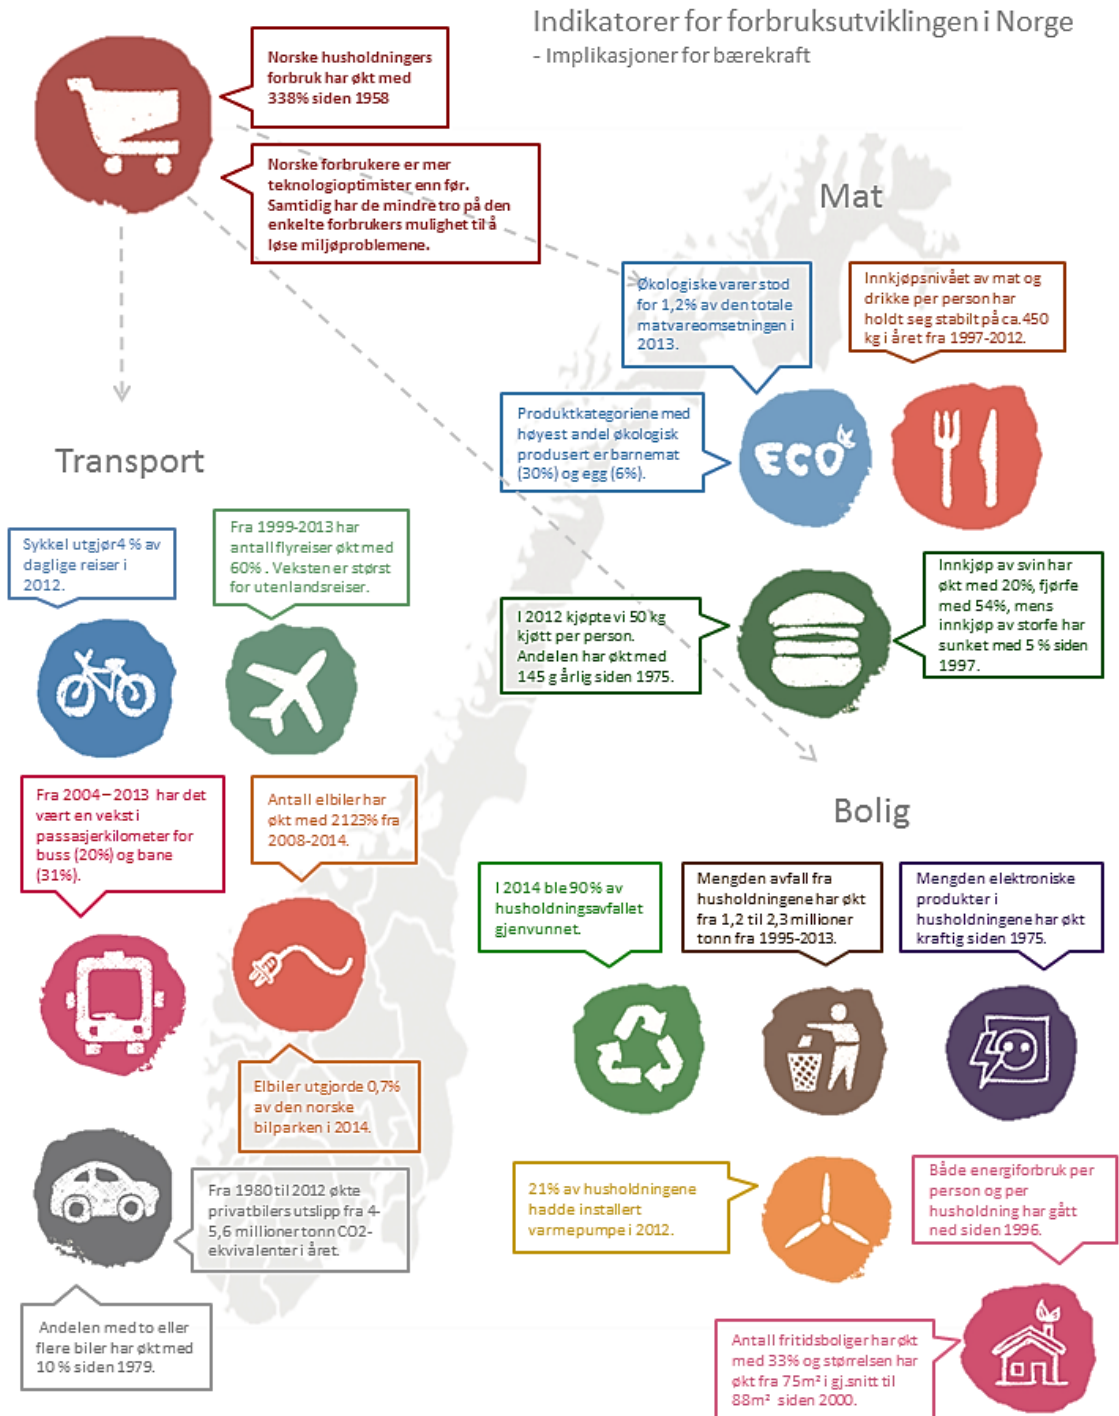 Indikatorer for forbruksutviklingen i Norge
- Implikasjoner for bærekraft
Norske husholdningers
forbruk har økt med
338% siden 1958
Norske forbrukere er mer
teknologioptimister enn før.
Samtidig har de mindre tro på den
enkelte forbrukers mulighet til å
løse miljøproblemene.
Mat
Økologiske varer stod
for 1,2% av den totale
matvareomsetningen i
2013.
Innkjøpsnivået av mat og
drikke per person har
holdt seg stabilt på ca.450
kg i året fra 1997-2012.
Produktkategoriene med
høyest andel økologisk
produsert er barnemat
(30%) og egg (6%).
ECO
I 2012 kjøpte vi 50 kg
kjøtt per person.
Andelen har økt med
145 g årlig siden 1975.
Innkjøp av svin har
økt med 20%, fjørfe
med 54%, mens
innkjøp av storfe har
sunket med 5 % siden
1997.
Transport
Sykkel utgjør 4 % av
daglige reiser i
2012.
Fra 1999-2013 har
antall flyreiser økt med
60% . Veksten er størst
for utenlandsreiser.
Fra 2004 – 2013 har det
vært en vekst i
passasjerkilometer for
buss (20%) og bane
(31%).
Antall elbiler har
økt med 2123% fra
2008-2014.
Elbiler utgjorde 0,7%
av den norske
bilparken i 2014.
Fra 1980 til 2012 økte
privatbilers utslipp fra 4-
5,6 millioner tonn CO2-
ekvivalenter i året.
Andelen med to eller
flere biler har økt med
10 % siden 1979.
Bolig
I 2014 ble 90% av
husholdningsavfallet
gjenvunnet.
Mengden avfall fra
husholdningene har økt
fra 1,2 til 2,3 millioner
tonn fra 1995-2013.
Mengden elektroniske
produkter i
husholdningene har økt
kraftig siden 1975.
21% av husholdningene
hadde installert
varmepumpe i 2012.
Både energiforbruk per
person og per
husholdning har gått
ned siden 1996.
Antall fritidsboliger har økt
med 33% og størrelsen har
økt fra 75m² i gj.snitt til
88m² siden 2000.